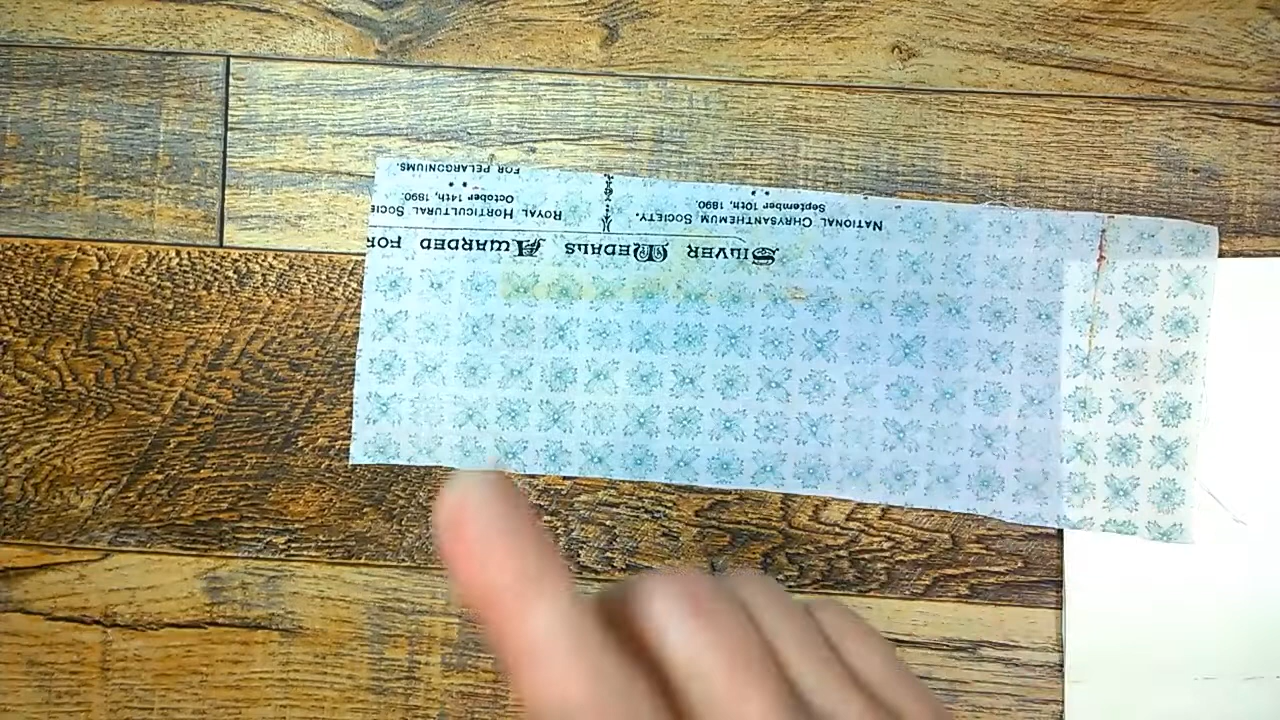 SILVER MEDALS AWARDED FOR
NATIONAL CHRYSANTHEMUM SOCIETY,
September 10th, 1890.
ROYAL HORTICULTURAL SOCIE
October 14th, 1890.
FOR PELARGONIUMS.